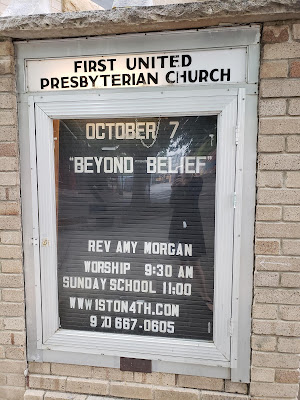 FIRST UNITED
PRESBYTERIAN CHURCH
OCTOBER 7
"BEYOND BELIEF"
REV AMY MORGAN
WORSHIP 9:30 AM
SUNDAY SCHOOL 11:00
WWW 1STON4TH.COM
970 667-0605